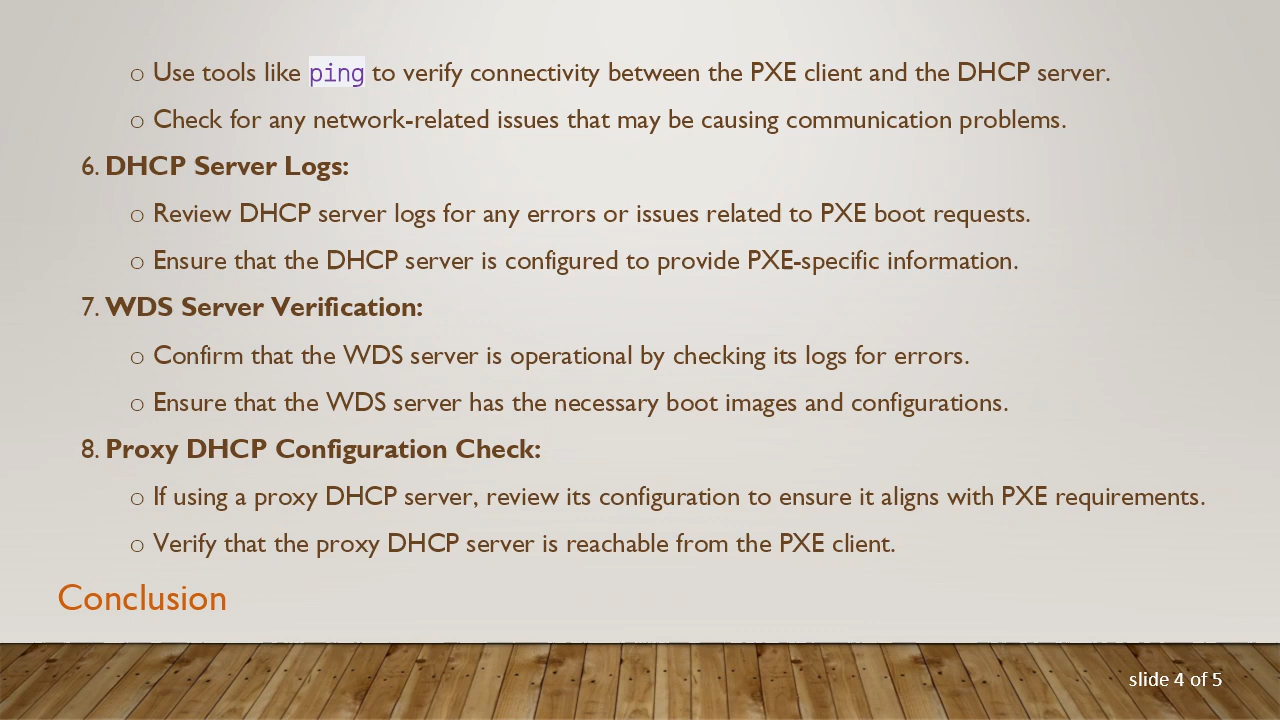 o Use tools like ping to verify connectivity between the PXE client and the DHCP server.
o Check for any network-related issues that may be causing communication problems.
6. DHCP Server Logs:
o Review DHCP server logs for any errors or issues related to PXE boot requests.
o Ensure that the DHCP server is configured to provide PXE-specific information.
7. WDS Server Verification:
o Confirm that the WDS server is operational by checking its logs for errors.
o Ensure that the WDS server has the necessary boot images and configurations.
8. Proxy DHCP Configuration Check:
o If using a proxy DHCP server, review its configuration to ensure it aligns with PXE requirements.
o Verify that the proxy DHCP server is reachable from the PXE client.
Conclusion
slide 4 of 5